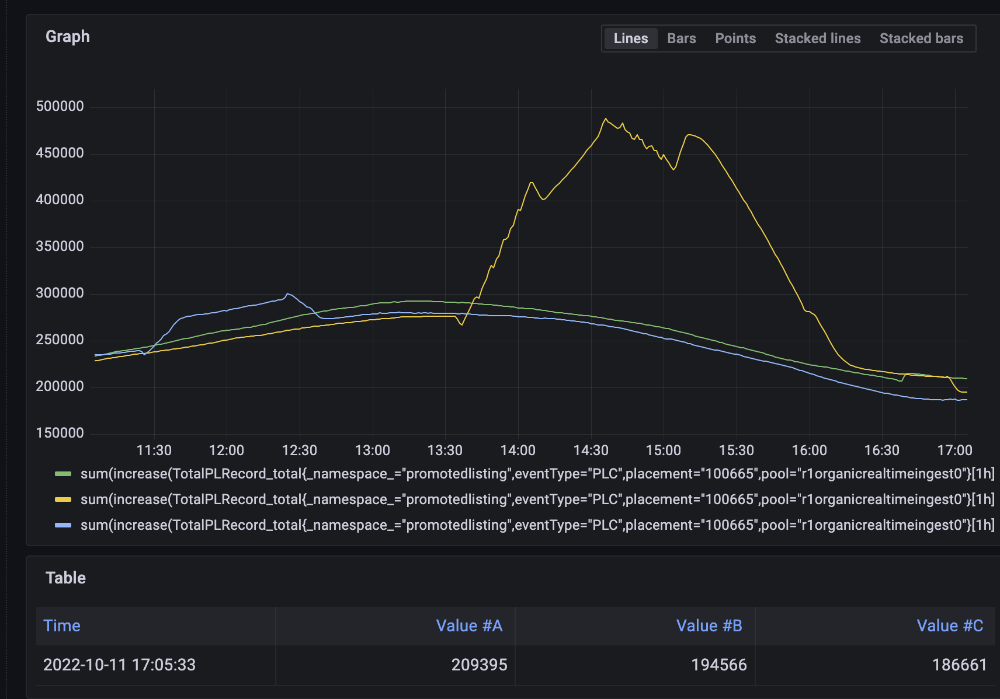 Graph
Lines Bars Points Stacked lines Stacked bars
500000
450000
400000
350000
300000
250000
200000
150000
11:30 12:00 12:30 13:00 13:30 14:00 14:30 15:00 15:30 16:00 16:30 17:00
sum(increase(TotalPLRecord_total{_namespace_="promotedlisting",eventType="PLC",placement="100665",pool="r1organicrealtimeingest0"}[1h]
sum(increase(TotalPLRecord_total{_namespace_="promotedlisting",eventType="PLC",placement="100665",pool="r1organicrealtimeingest0"}[1h]
sum(increase(TotalPLRecord_total{_namespace_="promotedlisting",eventType="PLC",placement="100665",pool="r1organicrealtimeingest0"}[1h]
Table
Time Value #A Value #B Value #C
2022-10-11 17:05:33 209395 194566 186661